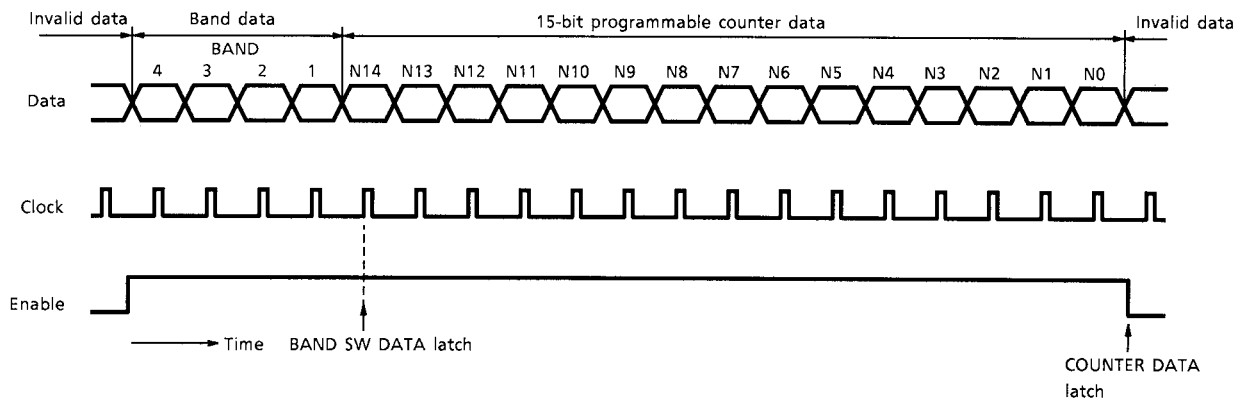 Invalid data
Band data
15-bit programmable counter data
Invalid data
BAND
4 3 2 1 N14 N13 N12 N11 N10 N9 N8 N7 N6 N5 N4 N3 N2 N1 N0
Data
Clock
Enable
Time
BAND SW DATA latch
COUNTER DATA
latch